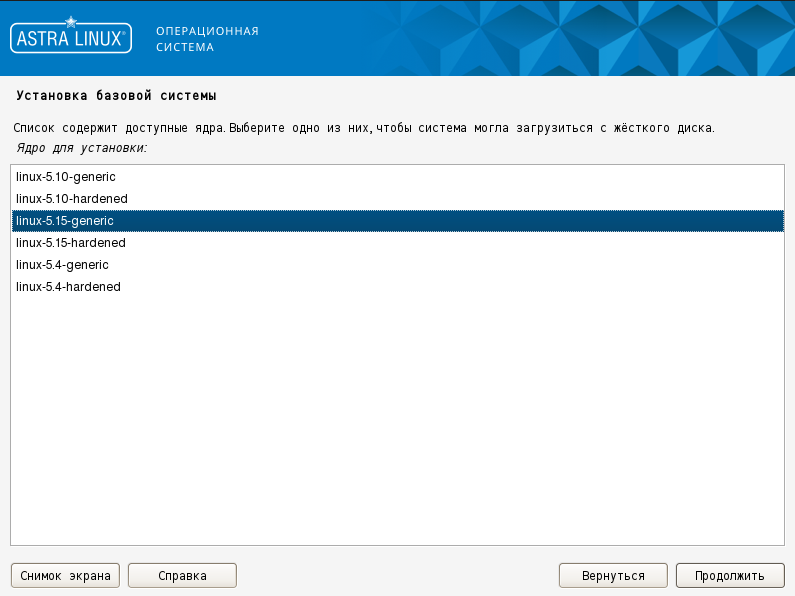 ASTRA LINUX®
ОПЕРАЦИОННАЯ
СИСТЕМА
Установка базовой системы
Список содержит доступные ядра. Выберите одно из них, чтобы система могла загрузиться с жёсткого диска.
Ядро для установки:
linux-5.10-generic
linux-5.10-hardened
linux-5.15-generic
linux-5.15-hardened
linux-5.4-generic
linux-5.4-hardened
Снимок экрана Справка Вернуться Продолжить